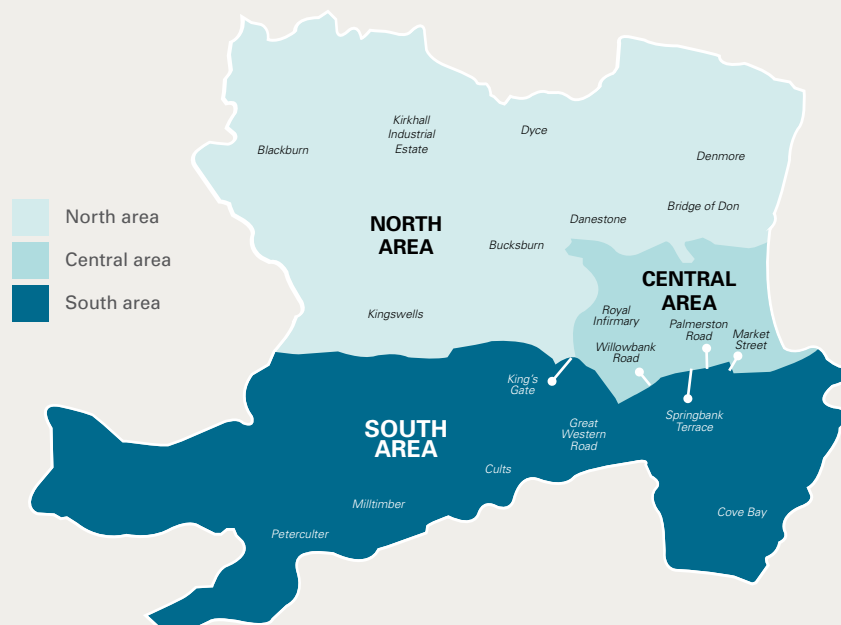 North area
Central area
South area
NORTH
AREA
CENTRAL
AREA
SOUTH
AREA
Blackburn
Kirkhall
Industrial
Estate
Dyce
Denmore
Bridge of Don
Danestone
Bucksburn
Kingswells
Royal
Infirmary
Palmerston
Road
Market
Street
Willowbank
Road
King's
Gate
Great
Western
Road
Springbank
Terrace
Cults
Milltimber
Peterculter
Cove Bay